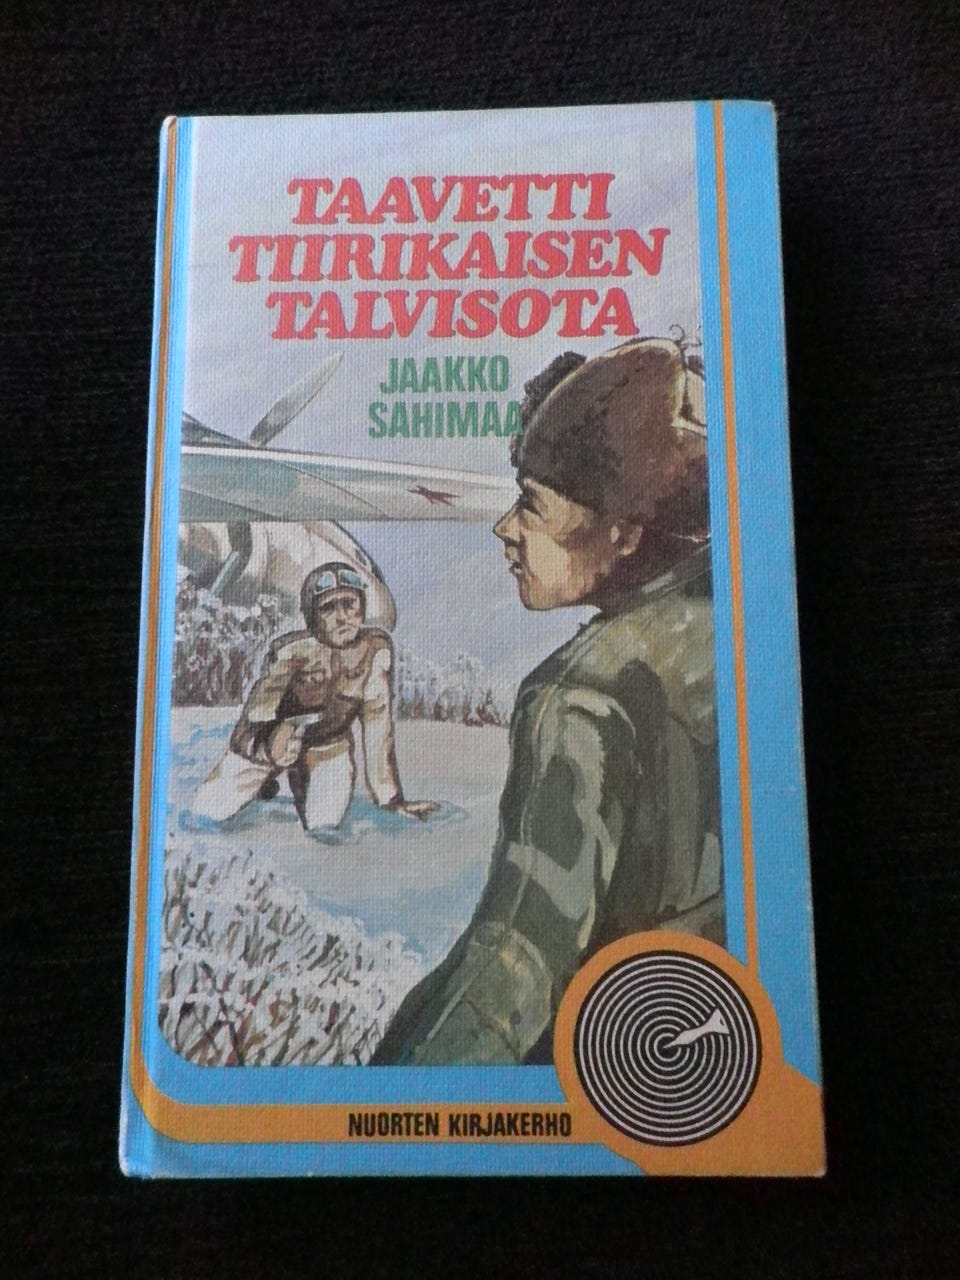 TAAVETTI
TIIRIKAISEN
TALVISOTA
JAAKKO
SAHIMAA
NUORTEN KIRJAKERHO